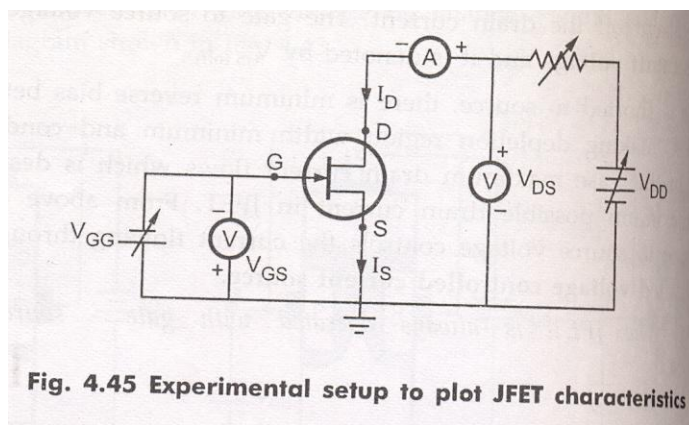 − A +
I_D
D
G
+
V_DS
V_DD
V_GG
−
V
+
V_GS
S
I_S
Fig. 4.45 Experimental setup to plot JFET characteristics